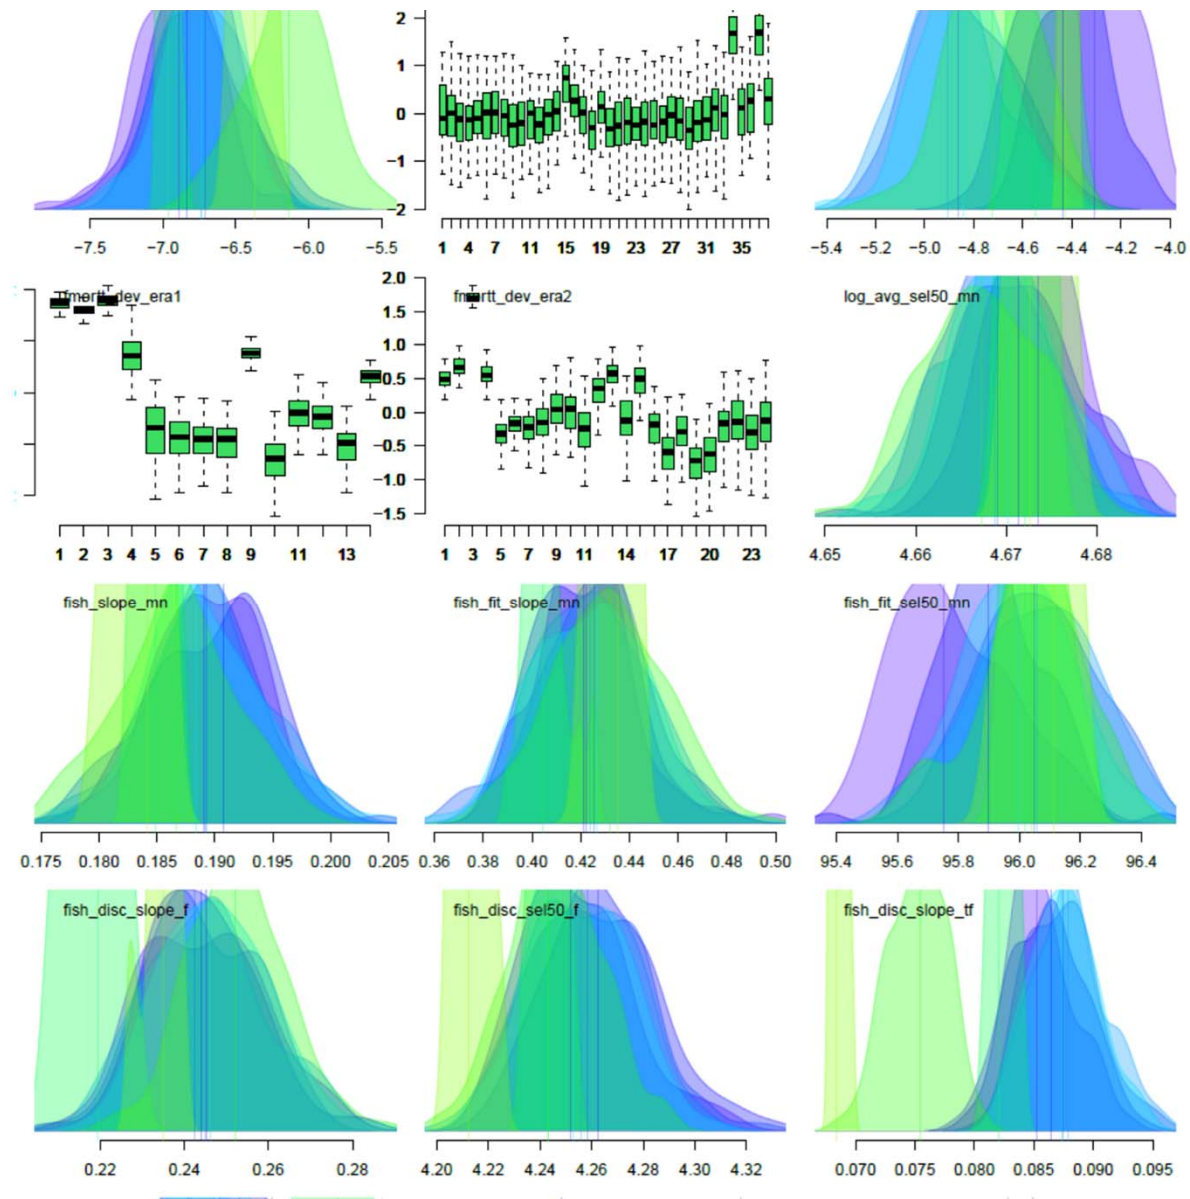 2
1
0
−1
−2
−7.5 −7.0 −6.5 −6.0 −5.5
1 4 7 11 15 19 23 27 31 35
−5.4 −5.2 −5.0 −4.8 −4.6 −4.4 −4.2 −4.0
fmortt_dev_era1
1 2 3 4 5 6 7 8 9 11 13
fmortt_dev_era2
2.0
1.5
1.0
0.5
0.0
−0.5
−1.0
−1.5
1 3 5 7 9 11 14 17 20 23
log_avg_sel50_mn
4.65 4.66 4.67 4.68
fish_slope_mn
0.175 0.180 0.185 0.190 0.195 0.200 0.205
fish_fit_slope_mn
0.36 0.38 0.40 0.42 0.44 0.46 0.48 0.50
fish_fit_sel50_mn
95.4 95.6 95.8 96.0 96.2 96.4
fish_disc_slope_f
0.22 0.24 0.26 0.28
fish_disc_sel50_f
4.20 4.22 4.24 4.26 4.28 4.30 4.32
fish_disc_slope_tf
0.070 0.075 0.080 0.085 0.090 0.095